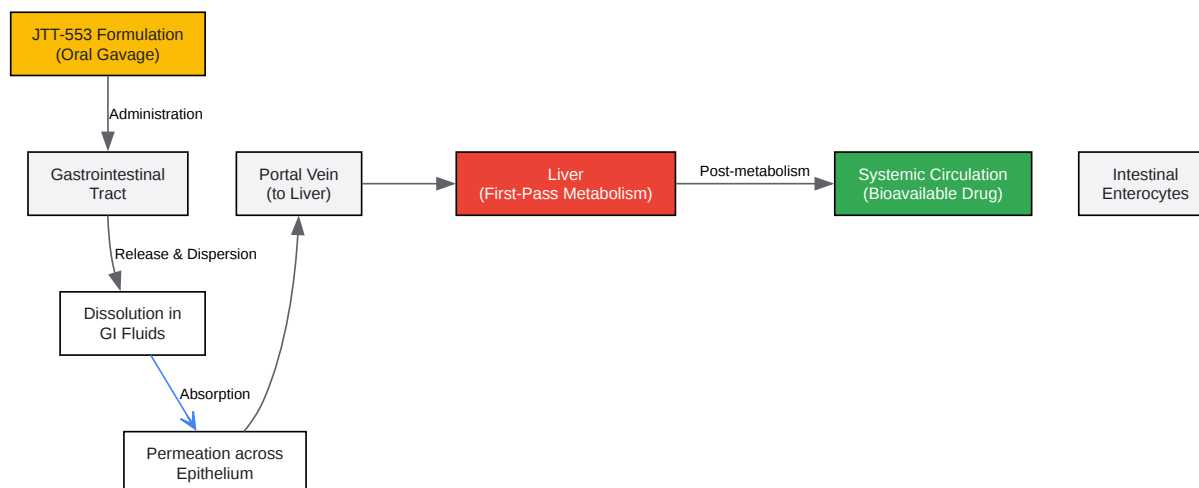 JTT-553 Formulation
(Oral Gavage)
Administration
Gastrointestinal
Tract
Portal Vein
(to Liver)
Liver
(First-Pass Metabolism)
Post-metabolism
Systemic Circulation
(Bioavailable Drug)
Intestinal
Enterocytes
Release & Dispersion
Dissolution in
GI Fluids
Absorption
Permeation across
Epithelium